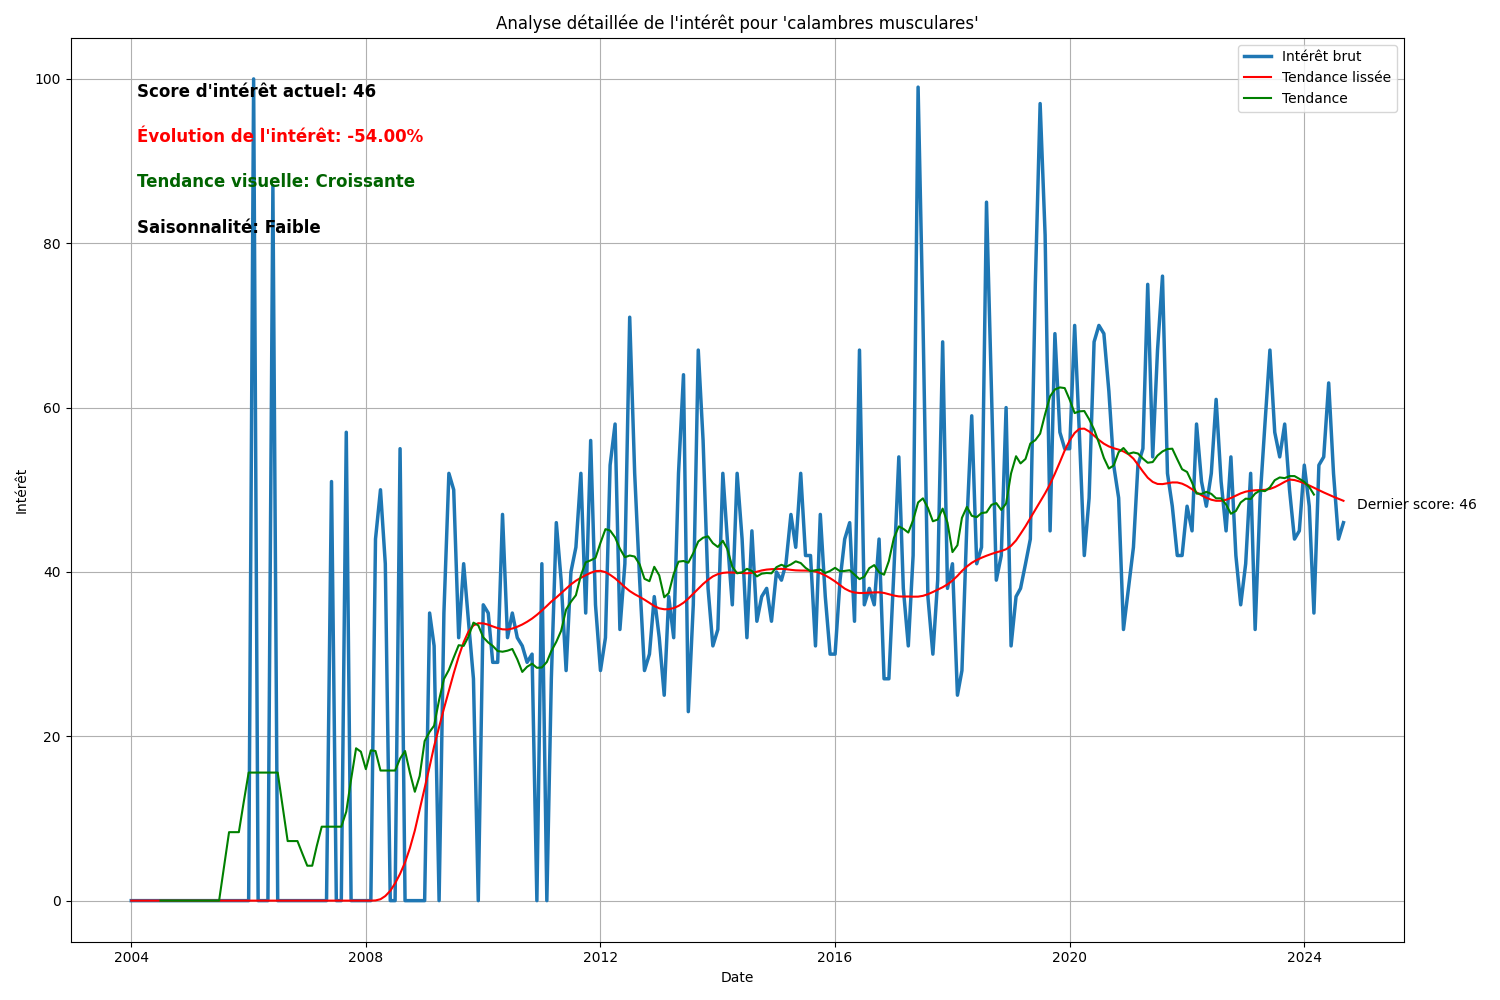 Analyse détaillée de l'intérêt pour 'calambres musculares'
Intérêt brut
Tendance lissée
Tendance
Score d'intérêt actuel: 46
Évolution de l'intérêt: -54.00%
Tendance visuelle: Croissante
Saisonnalité: Faible
100
80
60
40
20
0
Intérêt
Dernier score: 46
2004
2008
2012
2016
2020
2024
Date